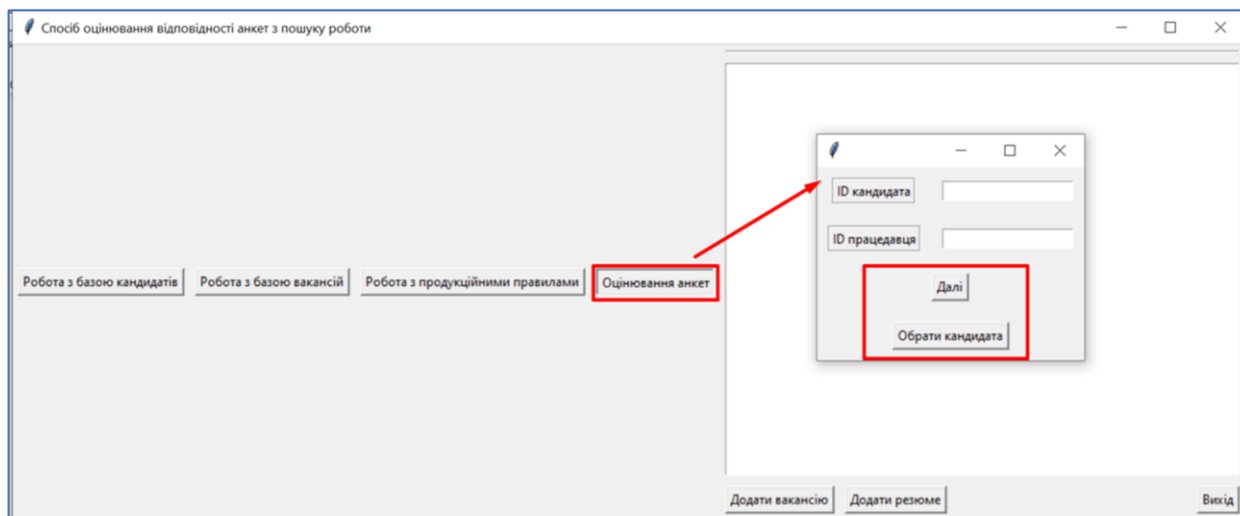 Спосіб оцінювання відповідності анкет з пошуку роботи
ID кандидата
ID працедавця
Робота з базою кандидатів Робота з базою вакансій Робота з продукційними правилами Оцінювання анкет
Далі
Обрати кандидата
Додати вакансію Додати резюме Вихід